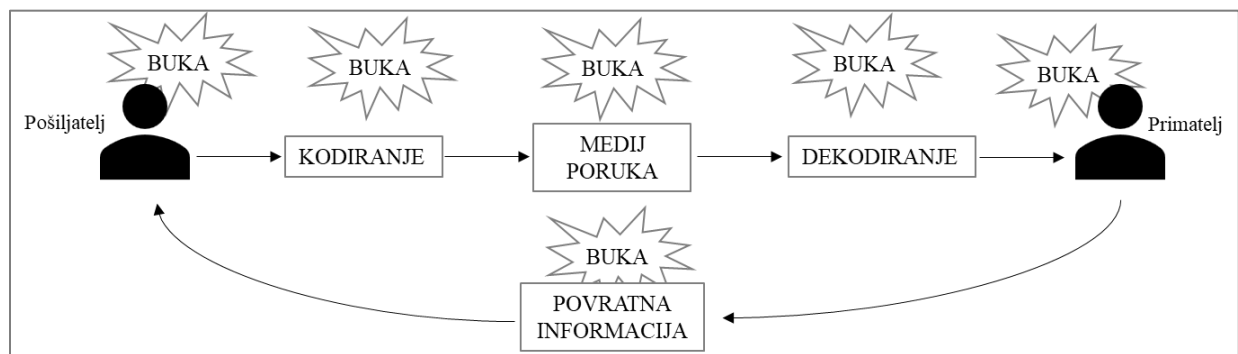 BUKA
BUKA
BUKA
BUKA
BUKA
Pošiljatelj
KODIRANJE
MEDIJ
PORUKA
DEKODIRANJE
Primatelj
BUKA
POVRATNA
INFORMACIJA